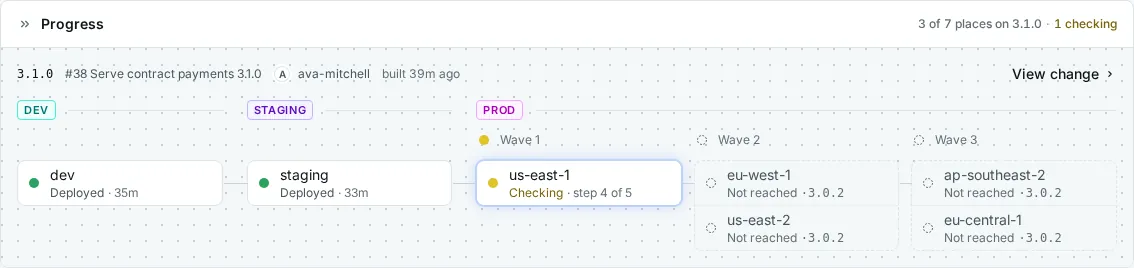 » Progress
3 of 7 places on 3.1.0 · 1 checking
3.1.0 #38 Serve contract payments 3.1.0 A ava-mitchell built 39m ago
View change ›
DEV
STAGING
PROD
Wave 1
Wave 2
Wave 3
dev
Deployed · 35m
staging
Deployed · 33m
us-east-1
Checking · step 4 of 5
eu-west-1
Not reached · 3.0.2
us-east-2
Not reached · 3.0.2
ap-southeast-2
Not reached · 3.0.2
eu-central-1
Not reached · 3.0.2